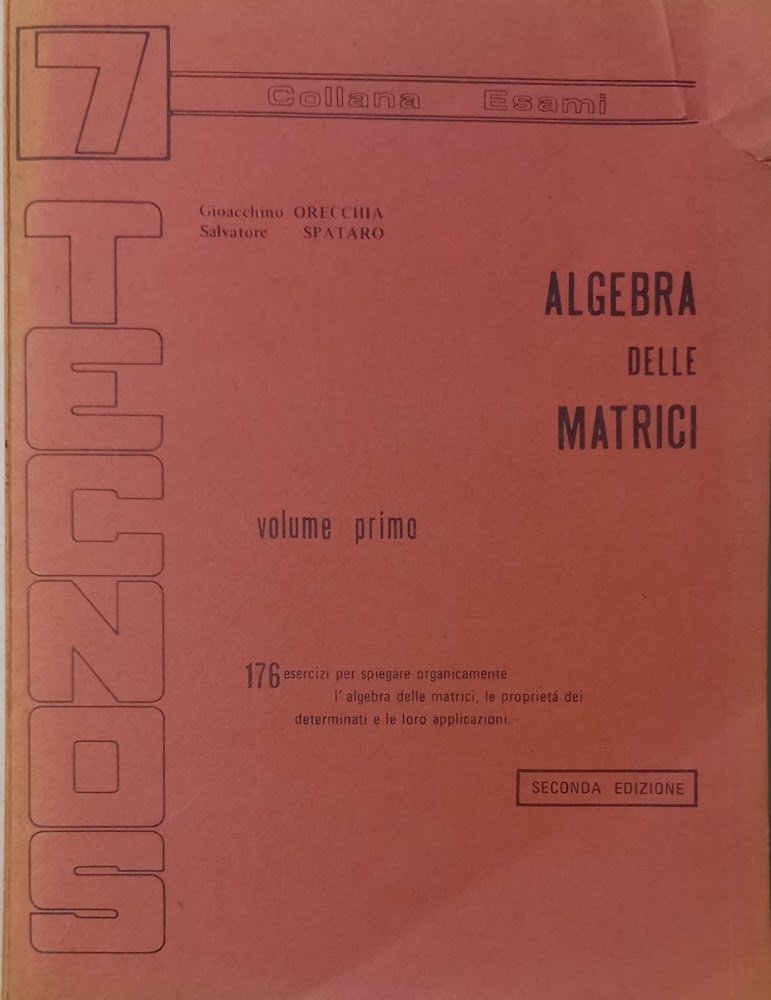 7
Collana Esami
TECNOS
Gioacchino ORECCHIA
Salvatore SPATARO
ALGEBRA
DELLE
MATRICI
volume primo
176 esercizi per spiegare organicamente
l'algebra delle matrici, le proprietá dei
determinati e le loro applicazioni.
SECONDA EDIZIONE